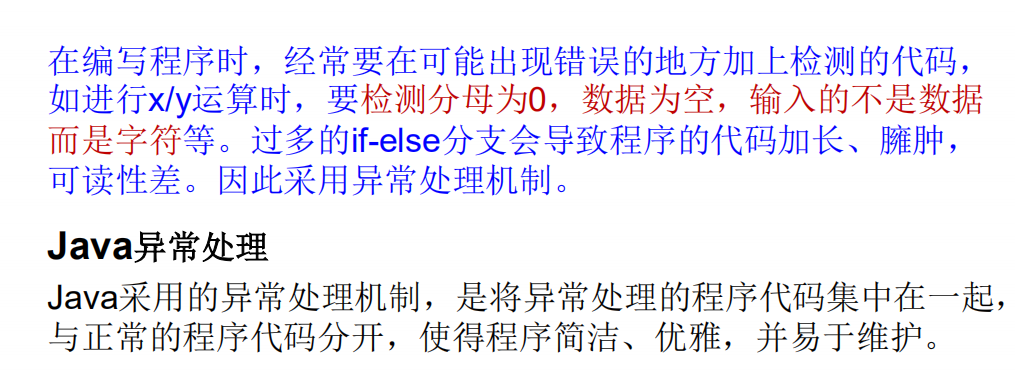 在编写程序时，经常要在可能出现错误的地方加上检测的代码，
如进行x/y运算时，要检测分母为0，数据为空，输入的不是数据
而是字符等。过多的if-else分支会导致程序的代码加长、臃肿，
可读性差。因此采用异常处理机制。
Java异常处理
Java采用的异常处理机制，是将异常处理的程序代码集中在一起，
与正常的程序代码分开，使得程序简洁、优雅，并易于维护。